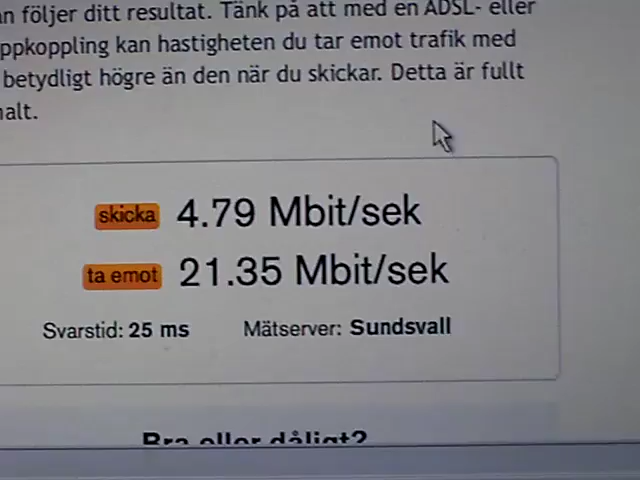 följer ditt resultat. Tänk på att med en ADSL- eller
kan hastigheten du tar emot trafik med
betydligt högre än den när du skickar. Detta är fullt
skicka 4.79 Mbit/sek
ta emot 21.35 Mbit/sek
Svarstid: 25 ms Mätserver: Sundsvall
Bra eller dåligt?